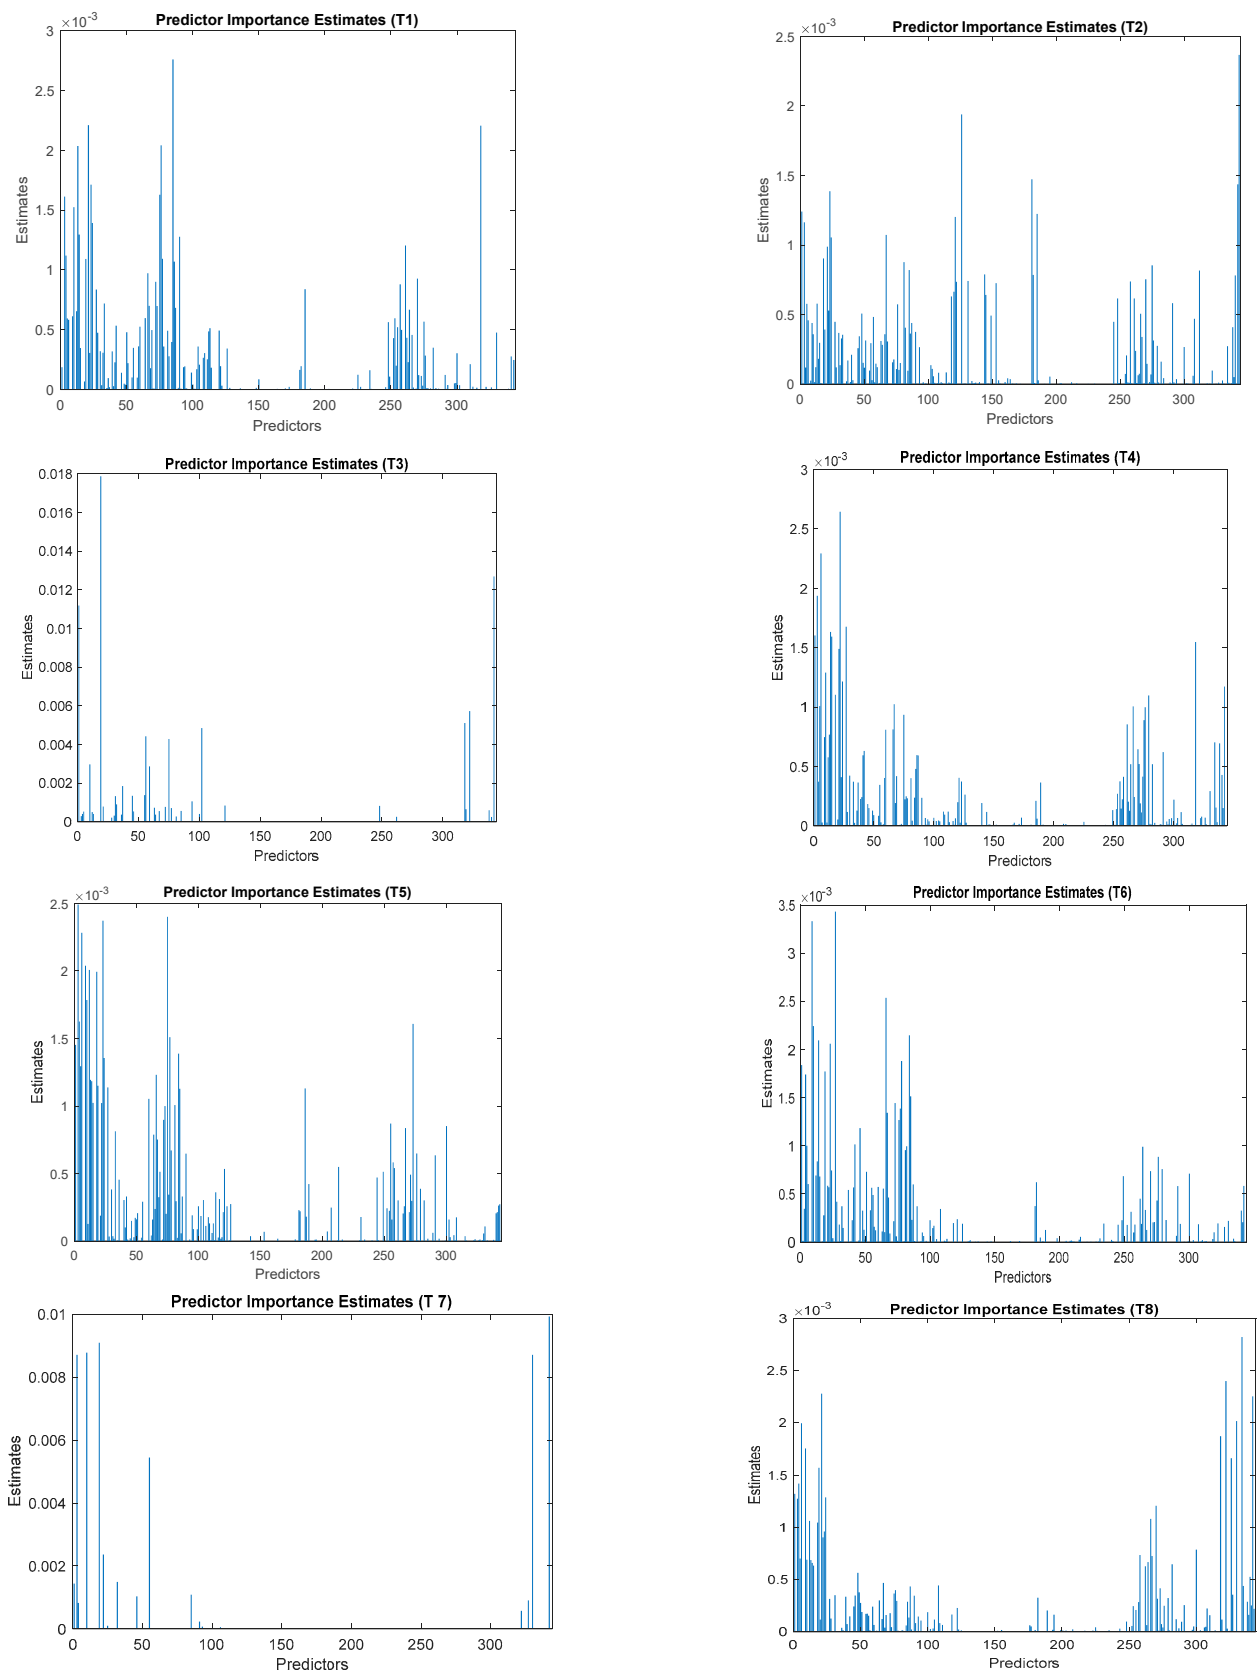 Predictor Importance Estimates (T1)
×10-3
3
2.5
2
1.5
1
0.5
0
Estimates
0 50 100 150 200 250 300
Predictors
Predictor Importance Estimates (T2)
×10-3
2.5
2
1.5
1
0.5
0
Estimates
0 50 100 150 200 250 300
Predictors
Predictor Importance Estimates (T3)
0.018
0.016
0.014
0.012
0.01
0.008
0.006
0.004
0.002
0
Estimates
0 50 100 150 200 250 300
Predictors
Predictor Importance Estimates (T4)
×10-3
3
2.5
2
1.5
1
0.5
0
Estimates
0 50 100 150 200 250 300
Predictors
Predictor Importance Estimates (T5)
×10-3
2.5
2
1.5
1
0.5
0
Estimates
0 50 100 150 200 250 300
Predictors
Predictor Importance Estimates (T6)
×10-3
3.5
3
2.5
2
1.5
1
0.5
0
Estimates
0 50 100 150 200 250 300
Predictors
Predictor Importance Estimates (T 7)
0.01
0.008
0.006
0.004
0.002
0
Estimates
0 50 100 150 200 250 300
Predictors
Predictor Importance Estimates (T8)
×10-3
3
2.5
2
1.5
1
0.5
0
Estimates
0 50 100 150 200 250 300
Predictors